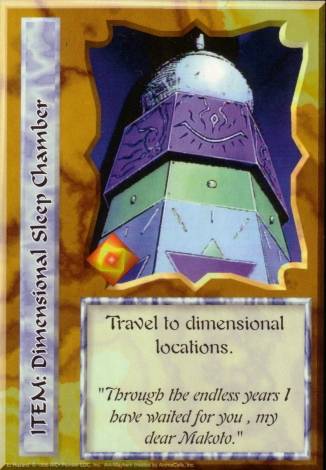 ITEM: Dimensional Sleep Chamber
Travel to dimensional
locations.
"Through the endless years I
have waited for you , my
dear Makoto."